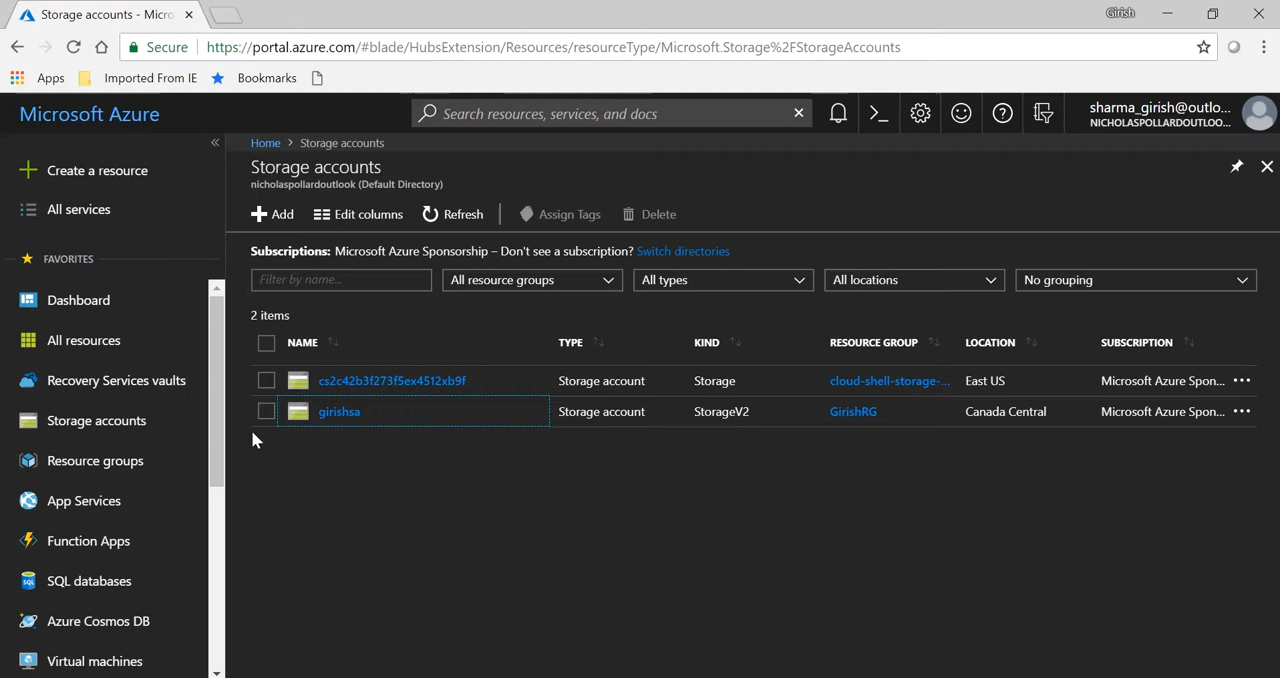 Storage accounts - Micro
Girish
Secure
https://portal.azure.com/#blade/HubsExtension/Resources/resourceType/Microsoft.Storage%2FStorageAccounts
Apps Imported From IE Bookmarks
Microsoft Azure
Search resources, services, and docs
sharma_girish@outlo...
NICHOLASPOLLARDOUTLOO...
Create a resource
All services
FAVORITES
Dashboard
All resources
Recovery Services vaults
Storage accounts
Resource groups
App Services
Function Apps
SQL databases
Azure Cosmos DB
Virtual machines
Home > Storage accounts
Storage accounts
nicholaspollardoutlook (Default Directory)
Add Edit columns Refresh Assign Tags Delete
Subscriptions: Microsoft Azure Sponsorship – Don't see a subscription? Switch directories
Filter by name... All resource groups All types All locations No grouping
2 items
NAME TYPE KIND RESOURCE GROUP LOCATION SUBSCRIPTION
cs2c42b3f273f5ex4512xb9f Storage account Storage cloud-shell-storage-... East US Microsoft Azure Spon... ...
girishsa Storage account StorageV2 GirishRG Canada Central Microsoft Azure Spon... ...